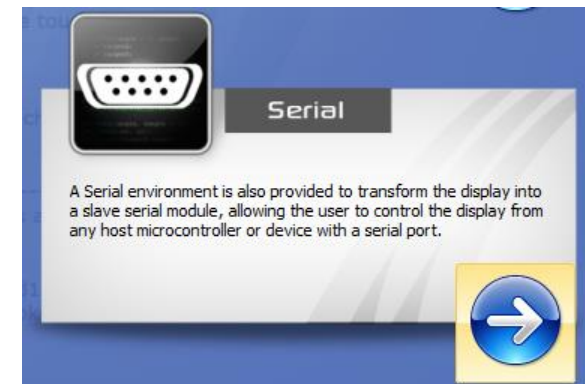 Serial
A Serial environment is also provided to transform the display into
a slave serial module, allowing the user to control the display from
any host microcontroller or device with a serial port.